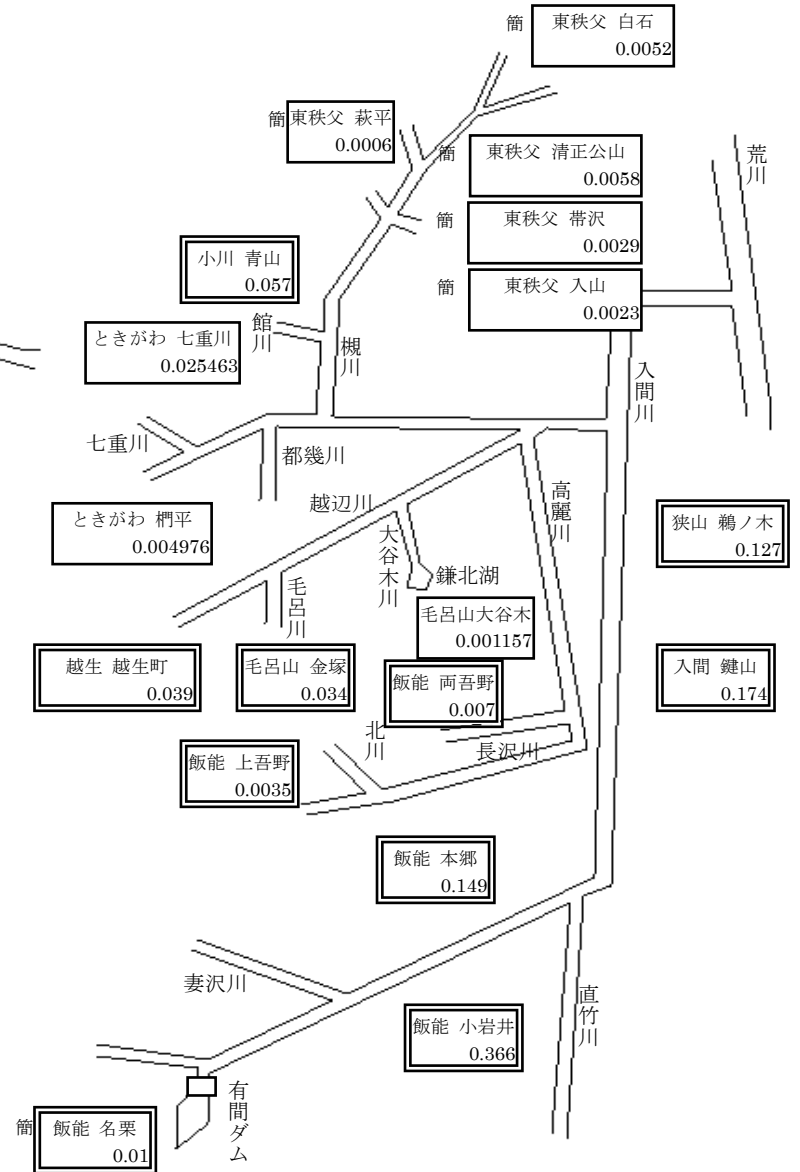 簡
東秩父 白石
0.0052
簡
東秩父 萩平
0.0006
簡
東秩父 清正公山
0.0058
荒川
簡
東秩父 帯沢
0.0029
小川 青山
0.057
簡
東秩父 入山
0.0023
ときがわ 七重川
0.025463
館川
槻川
入間川
七重川
都幾川
越辺川
高麗川
ときがわ 椚平
0.004976
大谷木川
狭山 鵜ノ木
0.127
鎌北湖
毛呂川
毛呂山大谷木
0.001157
越生 越生町
0.039
毛呂山 金塚
0.034
飯能 両吾野
0.007
入間 鍵山
0.174
北川
長沢川
飯能 上吾野
0.0035
飯能 本郷
0.149
妻沢川
直竹川
飯能 小岩井
0.366
有間ダム
簡
飯能 名栗
0.01